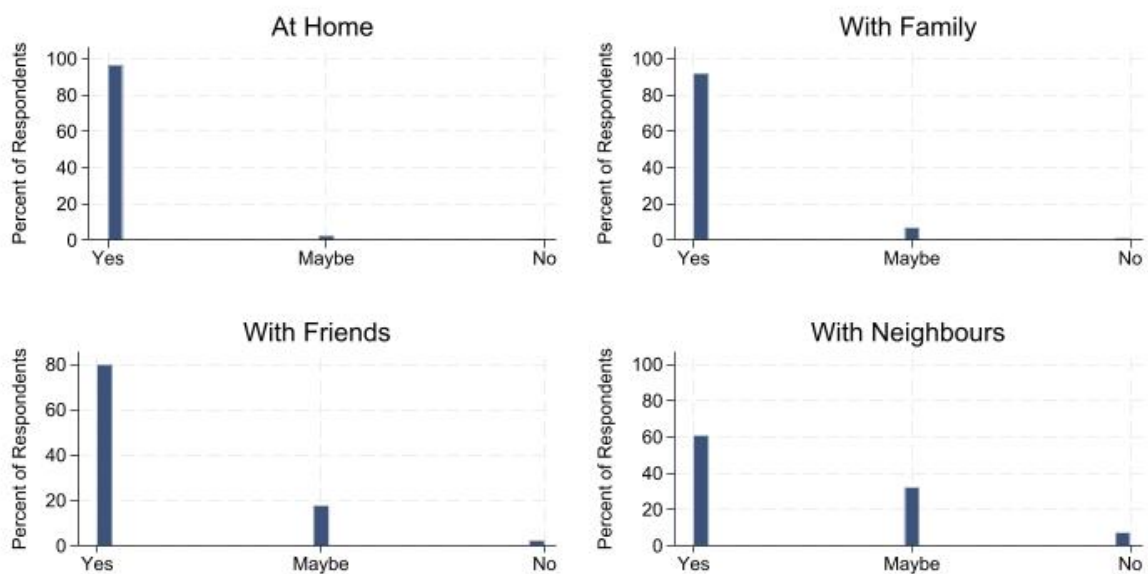 At Home
Percent of Respondents
100
80
60
40
20
0
Yes Maybe No
With Family
Percent of Respondents
100
80
60
40
20
0
Yes Maybe No
With Friends
Percent of Respondents
80
60
40
20
0
Yes Maybe No
With Neighbours
Percent of Respondents
100
80
60
40
20
0
Yes Maybe No